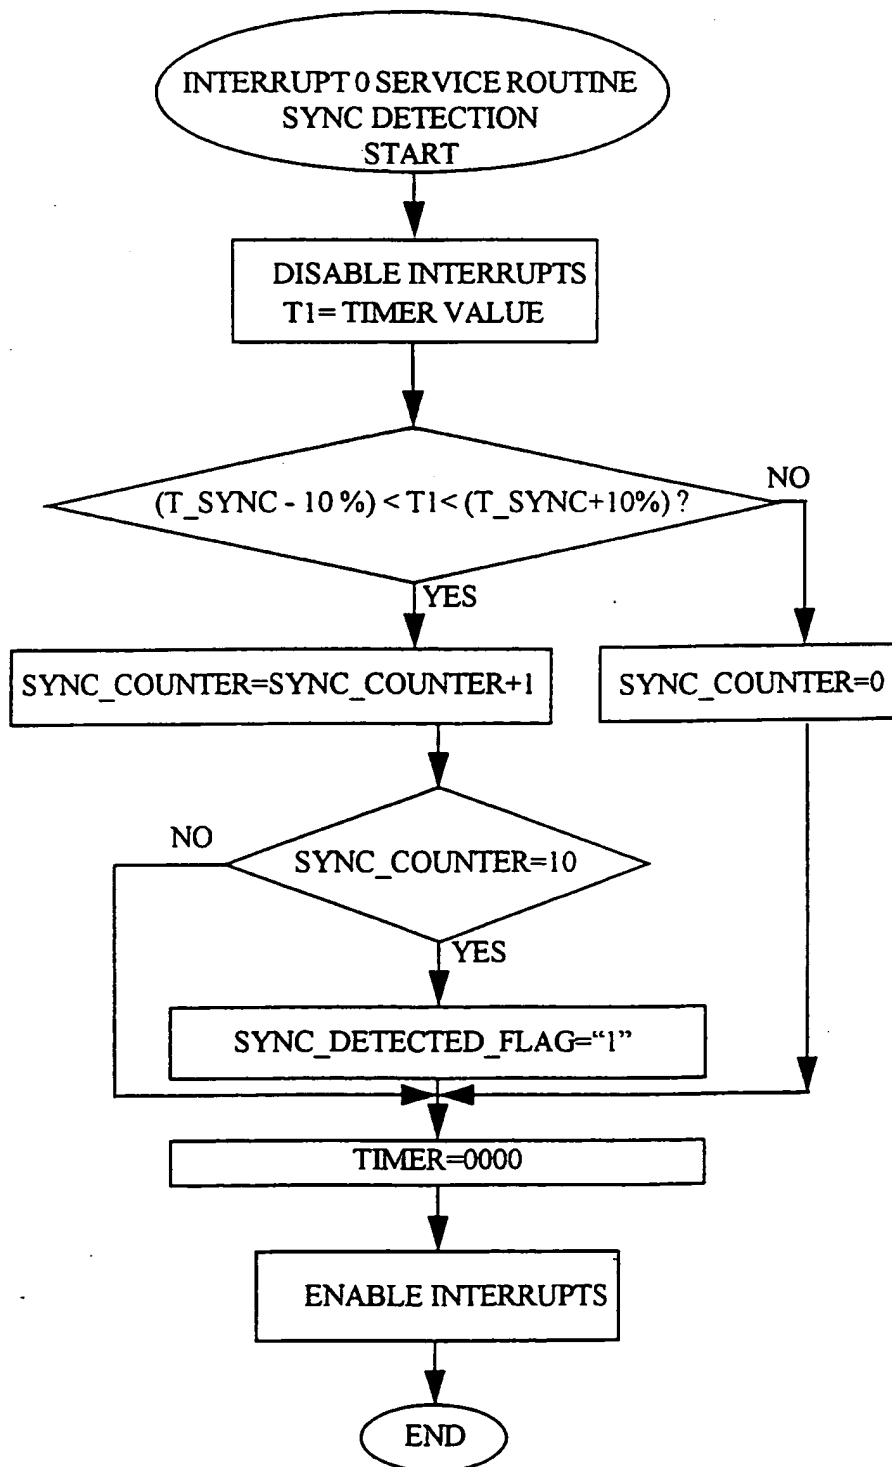 INTERRUPT 0 SERVICE ROUTINE
SYNC DETECTION
START
DISABLE INTERRUPTS
T1= TIMER VALUE
(T_SYNC - 10 %) < T1< (T_SYNC+10%) ?
NO
YES
SYNC_COUNTER=SYNC_COUNTER+1
SYNC_COUNTER=0
NO
SYNC_COUNTER=10
YES
SYNC_DETECTED_FLAG=“1”
TIMER=0000
ENABLE INTERRUPTS
END